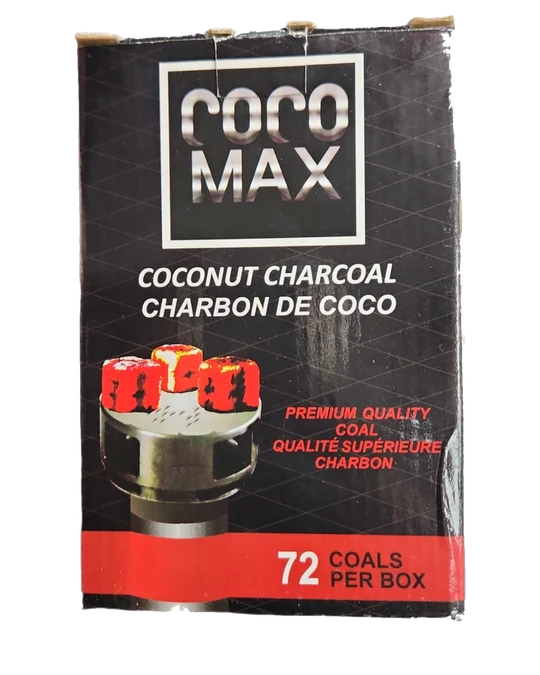 COCO
MAX
COCONUT CHARCOAL
CHARBON DE COCO
PREMIUM QUALITY
COAL
QUALITÉ SUPÉRIEURE
CHARBON
72 COALS
PER BOX